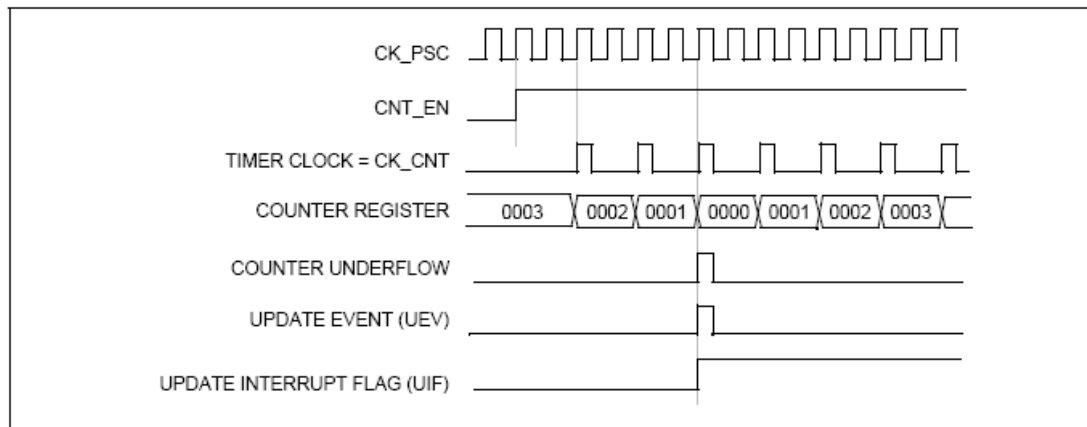 CK_PSC
CNT_EN
TIMER CLOCK = CK_CNT
COUNTER REGISTER 0003 0002 0001 0000 0001 0002 0003
COUNTER UNDERFLOW
UPDATE EVENT (UEV)
UPDATE INTERRUPT FLAG (UIF)